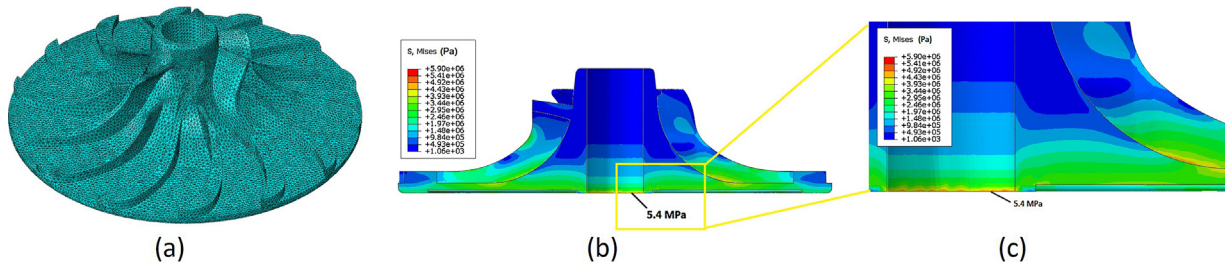 S, Mises (Pa)
+5.90e+06
+5.41e+06
+4.92e+06
+4.43e+06
+3.93e+06
+3.44e+06
+2.95e+06
+2.46e+06
+1.97e+06
+1.48e+06
+9.84e+05
+4.93e+05
+1.06e+03
5.4 MPa
S, Mises (Pa)
+5.90e+06
+5.41e+06
+4.92e+06
+4.43e+06
+3.93e+06
+3.44e+06
+2.95e+06
+2.46e+06
+1.97e+06
+1.48e+06
+9.84e+05
+4.93e+05
+1.06e+03
5.4 MPa
(a)
(b)
(c)